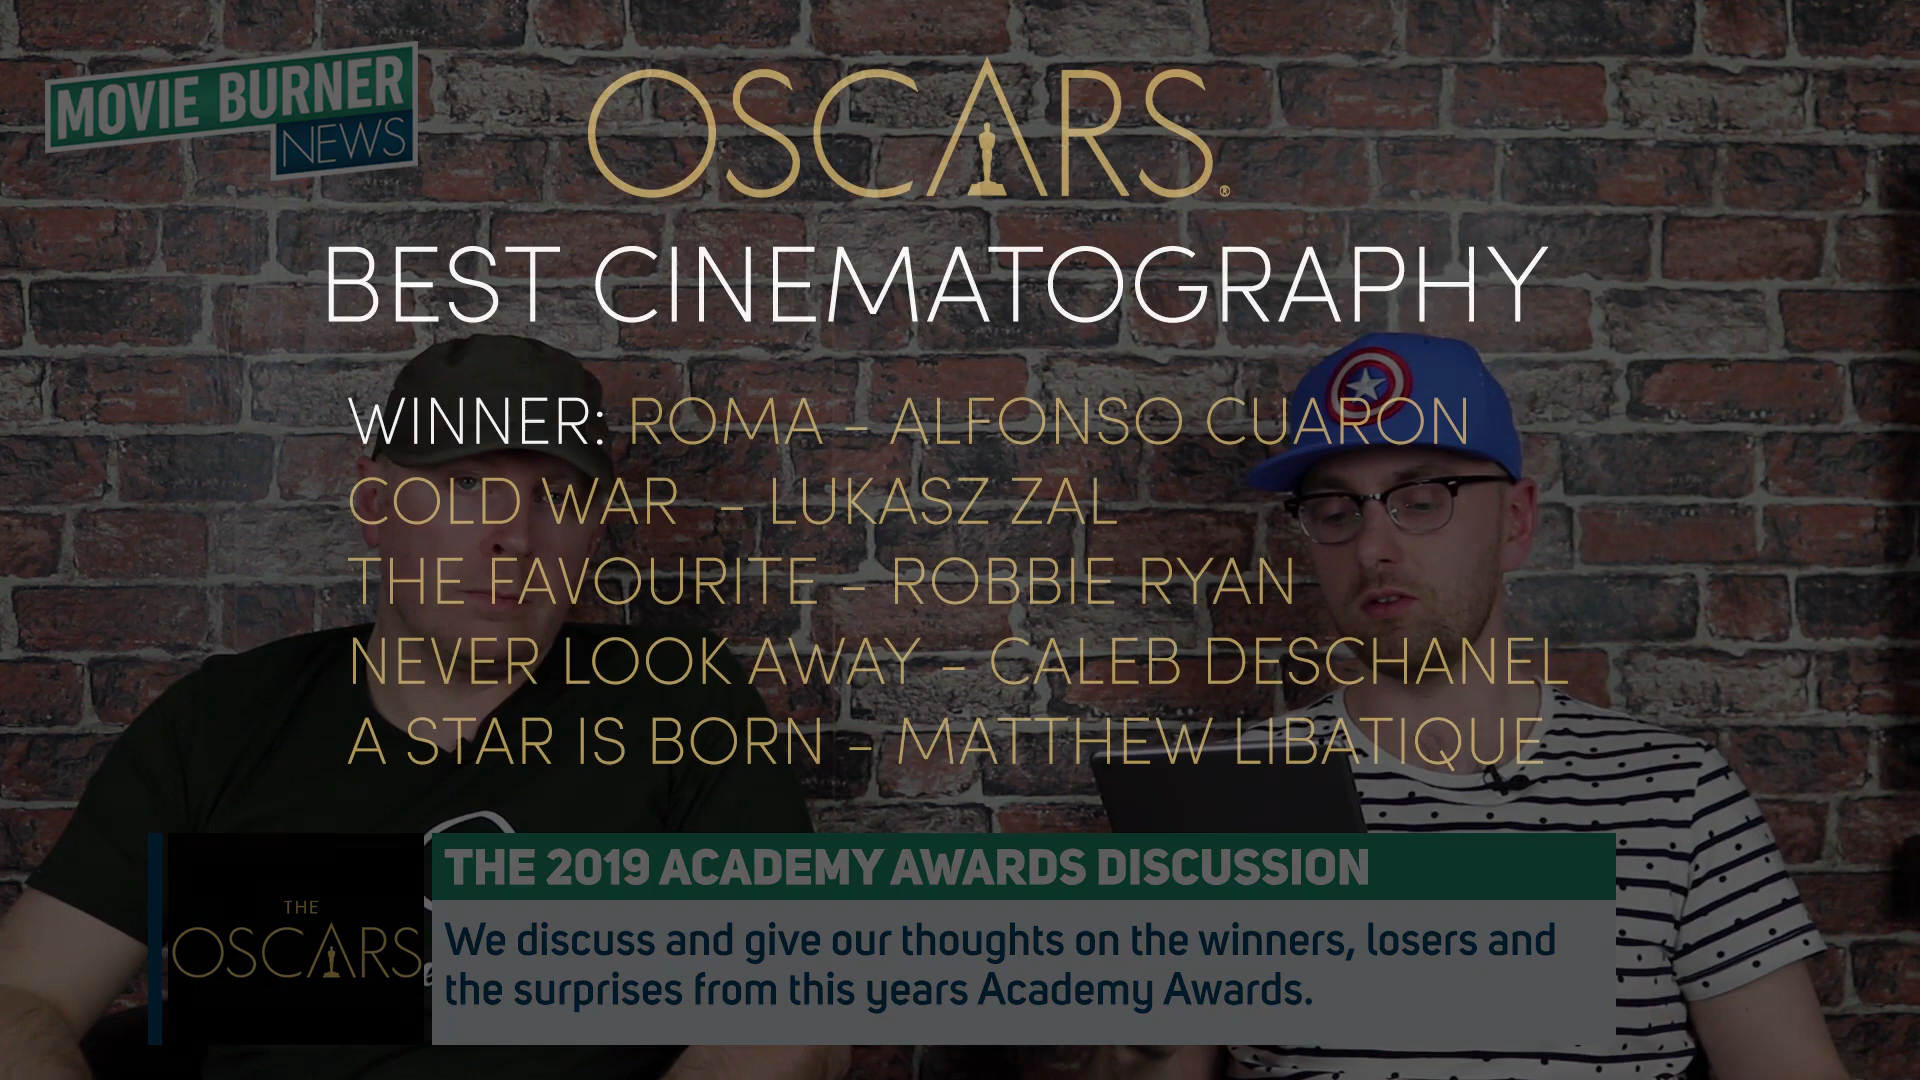 MOVIE BURNER
NEWS
OSCARS®
BEST CINEMATOGRAPHY
WINNER: ROMA - ALFONSO CUARON
COLD WAR - LUKASZ ZAL
THE FAVOURITE - ROBBIE RYAN
NEVER LOOK AWAY - CALEB DESCHANEL
A STAR IS BORN - MATTHEW LIBATIQUE
THE
OSCARS
THE 2019 ACADEMY AWARDS DISCUSSION
We discuss and give our thoughts on the winners, losers and
the surprises from this years Academy Awards.